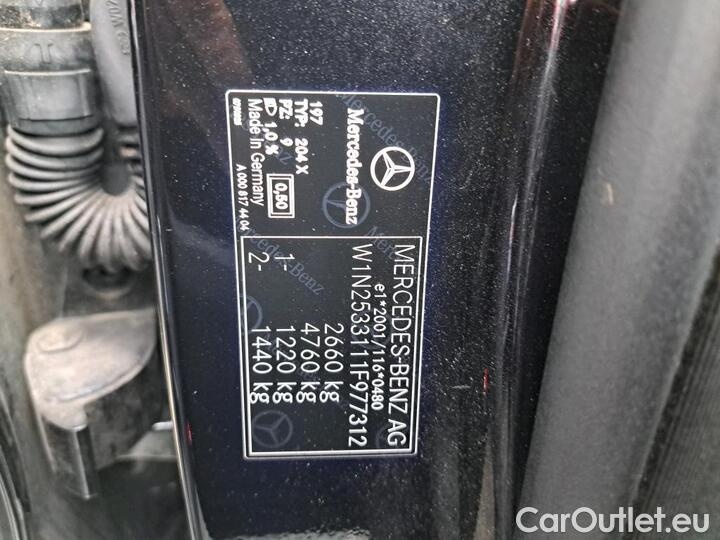 MERCEDES-BENZ AG
e1*2001/116*0480
W1N2533111F977312
2660 kg
4760 kg
1- 1220 kg
2- 1440 kg
Mercedes-Benz
197
TYP: 204 X
PZ: 9
1,0 % 0,50
Made in Germany
A 000 817 44 04
CarOutlet.eu